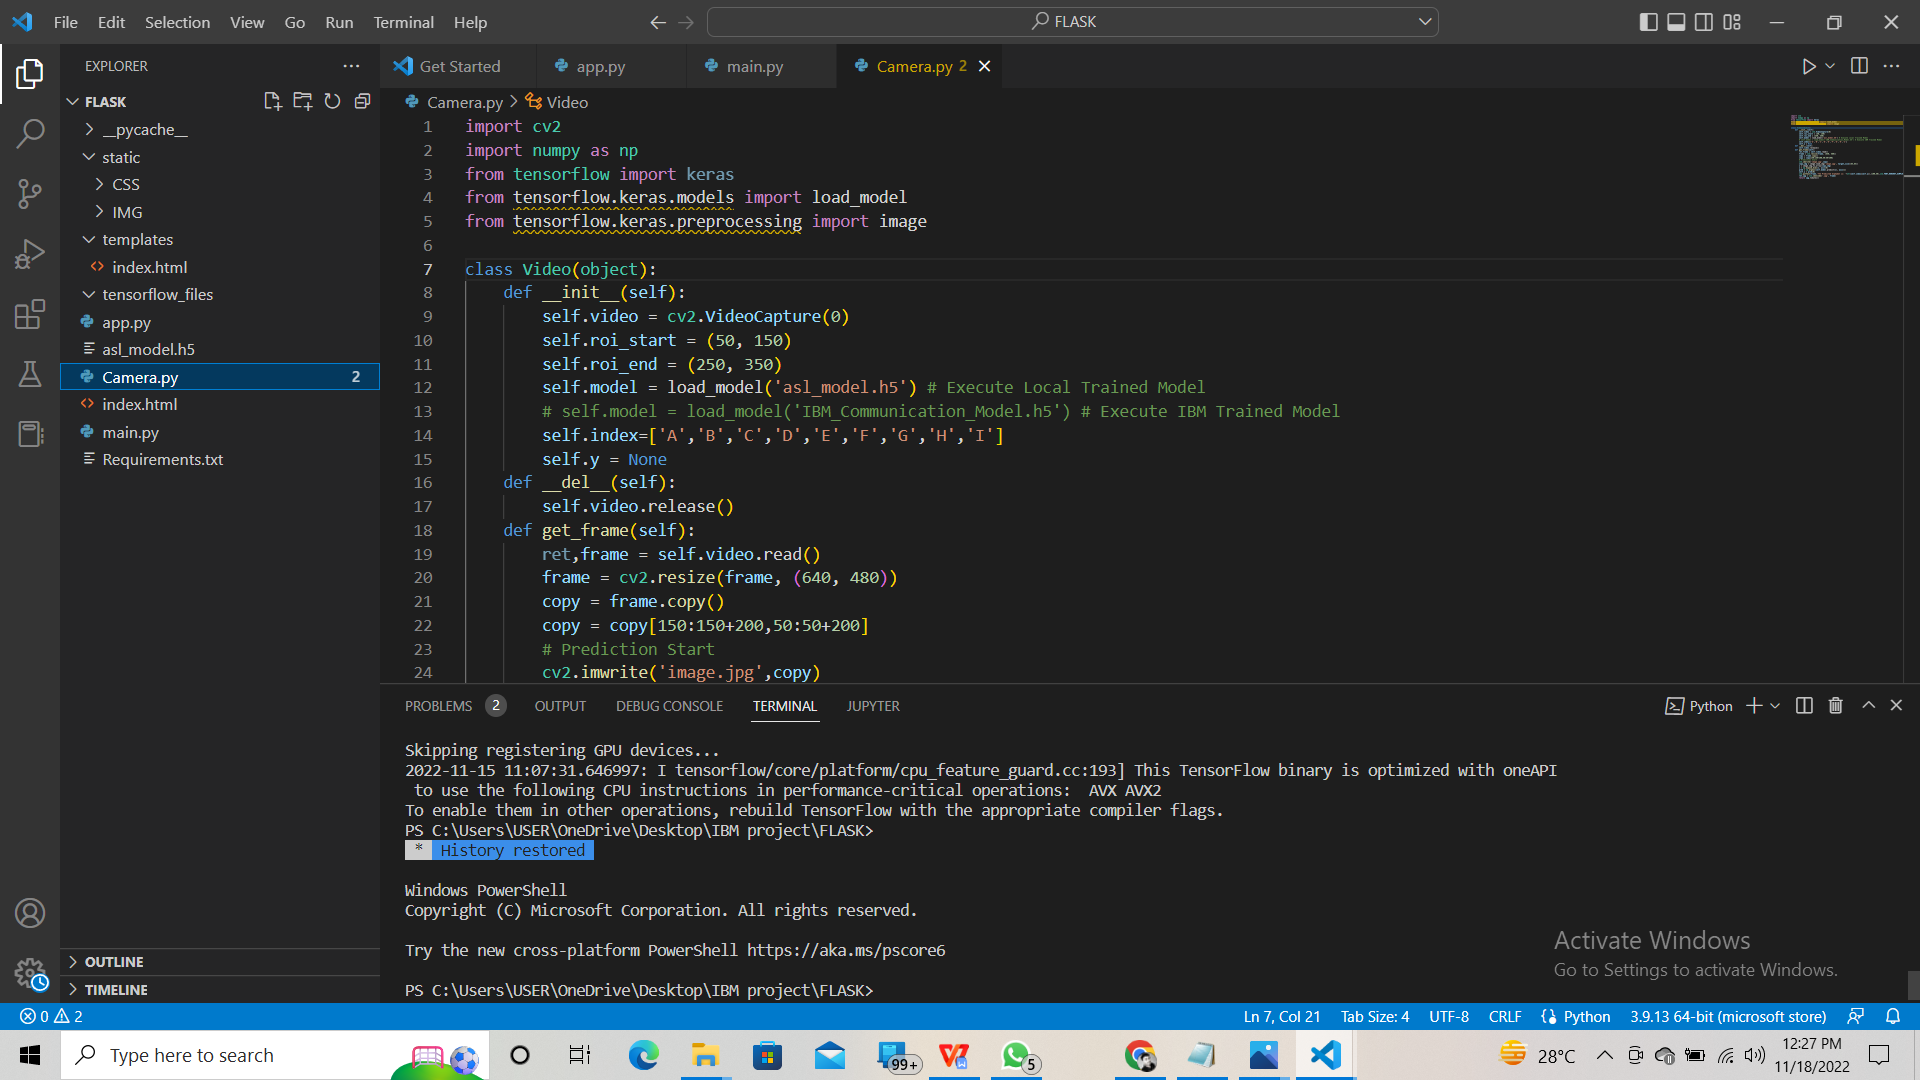 File Edit Selection View Go Run Terminal Help
FLASK
EXPLORER
Get Started
app.py
main.py
Camera.py 2
FLASK
Camera.py > Video
__pycache__
static
CSS
IMG
templates
index.html
tensorflow_files
app.py
asl_model.h5
Camera.py 2
index.html
main.py
Requirements.txt
OUTLINE
TIMELINE
1 import cv2
2 import numpy as np
3 from tensorflow import keras
4 from tensorflow.keras.models import load_model
5 from tensorflow.keras.preprocessing import image
6
7 class Video(object):
8 def __init__(self):
9 self.video = cv2.VideoCapture(0)
10 self.roi_start = (50, 150)
11 self.roi_end = (250, 350)
12 self.model = load_model('asl_model.h5') # Execute Local Trained Model
13 # self.model = load_model('IBM_Communication_Model.h5') # Execute IBM Trained Model
14 self.index=['A','B','C','D','E','F','G','H','I']
15 self.y = None
16 def __del__(self):
17 self.video.release()
18 def get_frame(self):
19 ret,frame = self.video.read()
20 frame = cv2.resize(frame, (640, 480))
21 copy = frame.copy()
22 copy = copy[150:150+200,50:50+200]
23 # Prediction Start
24 cv2.imwrite('image.jpg',copy)
PROBLEMS 2 OUTPUT DEBUG CONSOLE TERMINAL JUPYTER
Python
Skipping registering GPU devices...
2022-11-15 11:07:31.646997: I tensorflow/core/platform/cpu_feature_guard.cc:193] This TensorFlow binary is optimized with oneAPI
to use the following CPU instructions in performance-critical operations:  AVX AVX2
To enable them in other operations, rebuild TensorFlow with the appropriate compiler flags.
PS C:\Users\USER\OneDrive\Desktop\IBM project\FLASK>
* History restored
Windows PowerShell
Copyright (C) Microsoft Corporation. All rights reserved.
Try the new cross-platform PowerShell https://aka.ms/pscore6
PS C:\Users\USER\OneDrive\Desktop\IBM project\FLASK>
Activate Windows
Go to Settings to activate Windows.
0 2
Ln 7, Col 21 Tab Size: 4 UTF-8 CRLF Python 3.9.13 64-bit (microsoft store)
Type here to search
99+
5
28°C
12:27 PM
11/18/2022